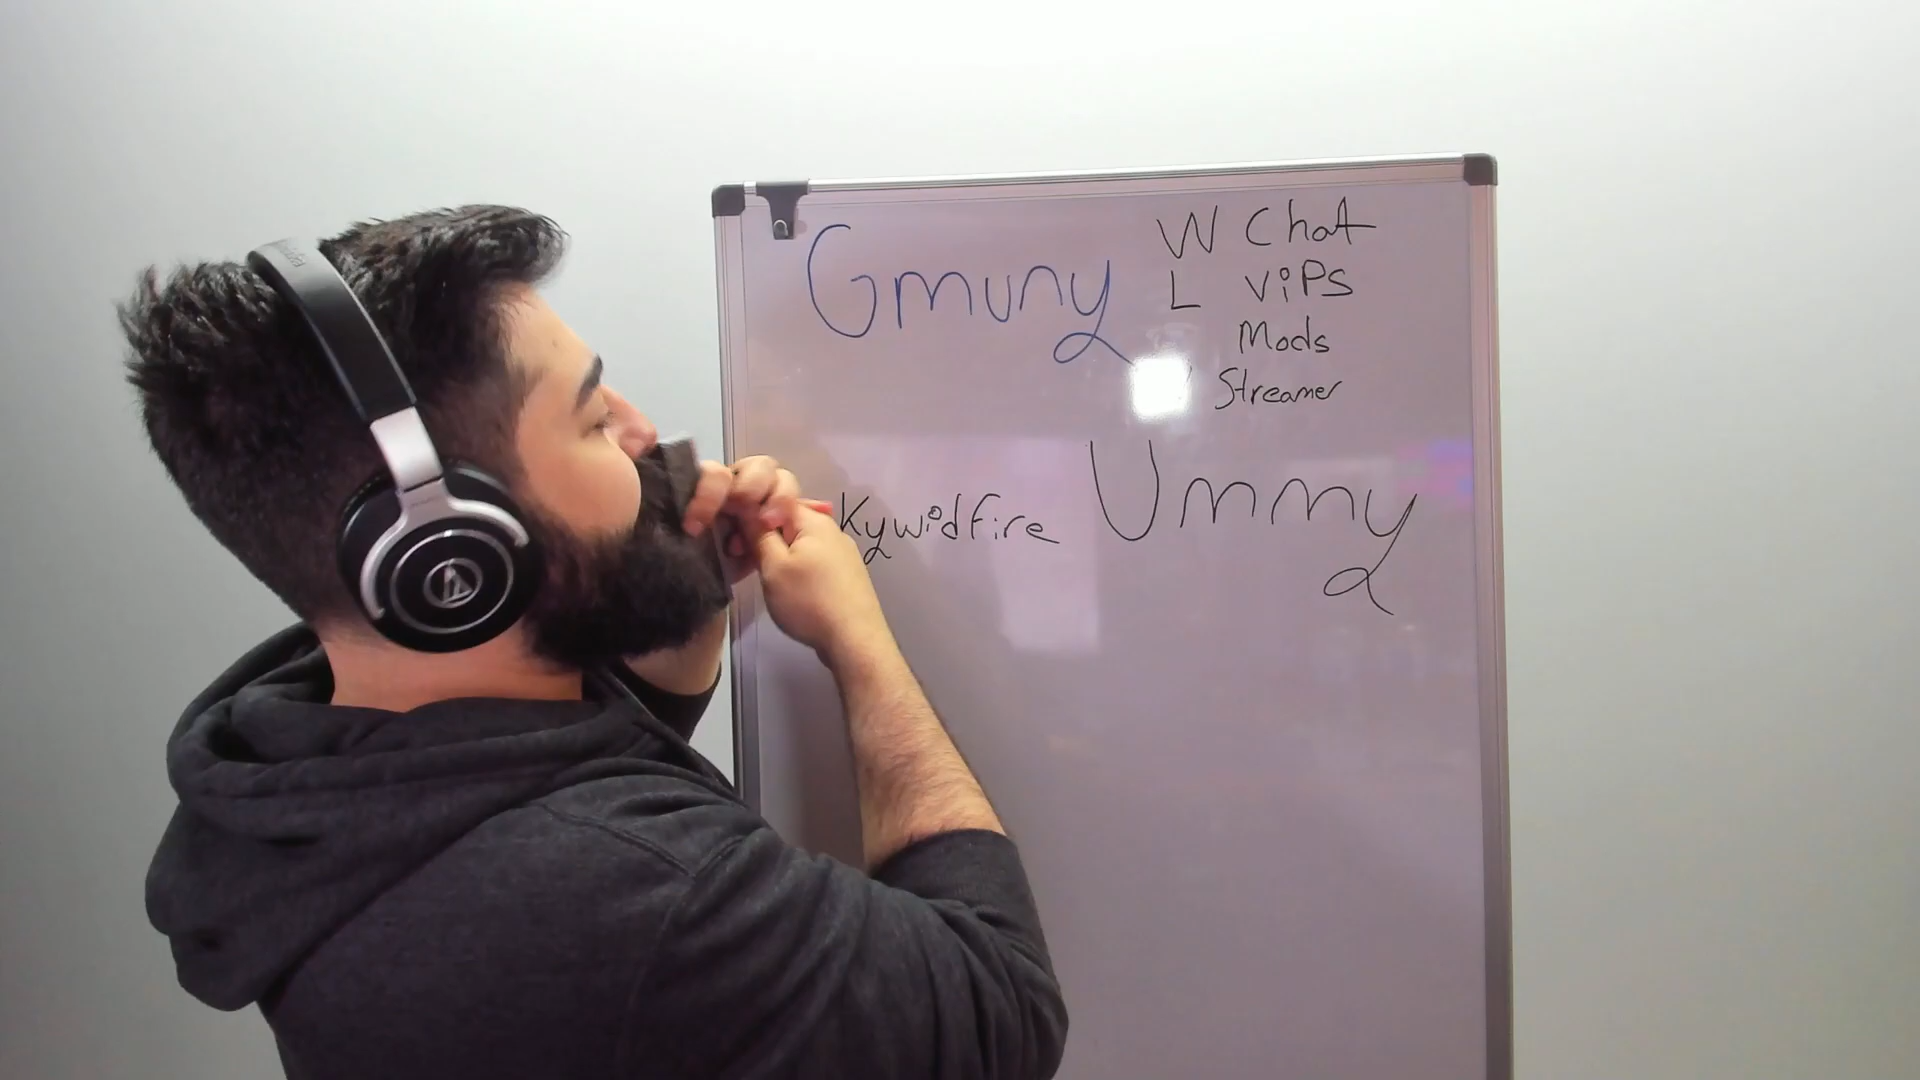 Gmuny
W Chat
L ViPS
Mods
Streamer
Kywidfire
Ummy